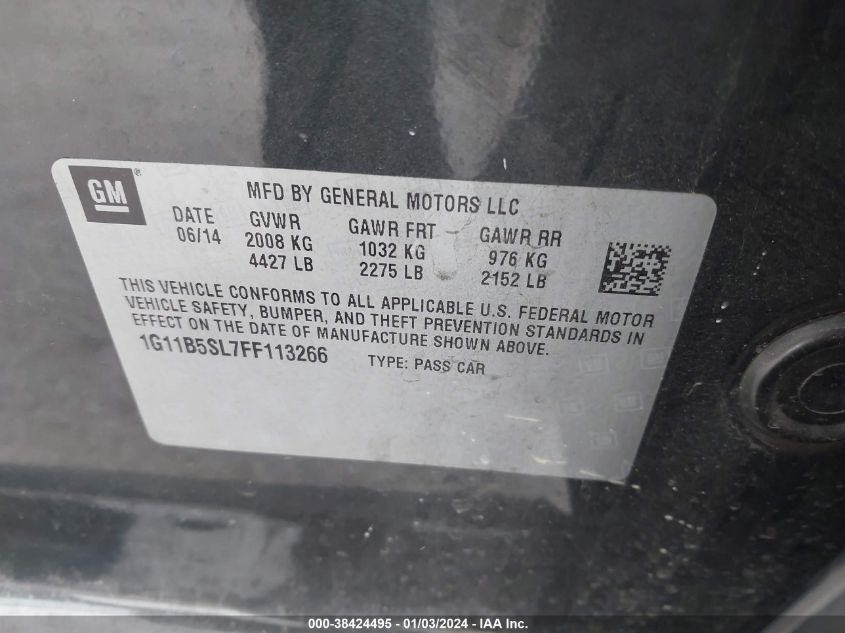 GM ®
MFD BY GENERAL MOTORS LLC
DATE GVWR GAWR FRT GAWR RR
06/14 2008 KG 1032 KG 976 KG
4427 LB 2275 LB 2152 LB
THIS VEHICLE CONFORMS TO ALL APPLICABLE U.S. FEDERAL MOTOR
VEHICLE SAFETY, BUMPER, AND THEFT PREVENTION STANDARDS IN
EFFECT ON THE DATE OF MANUFACTURE SHOWN ABOVE.
1G11B5SL7FF113266 TYPE: PASS CAR
000-38424495 - 01/03/2024 - IAA Inc.